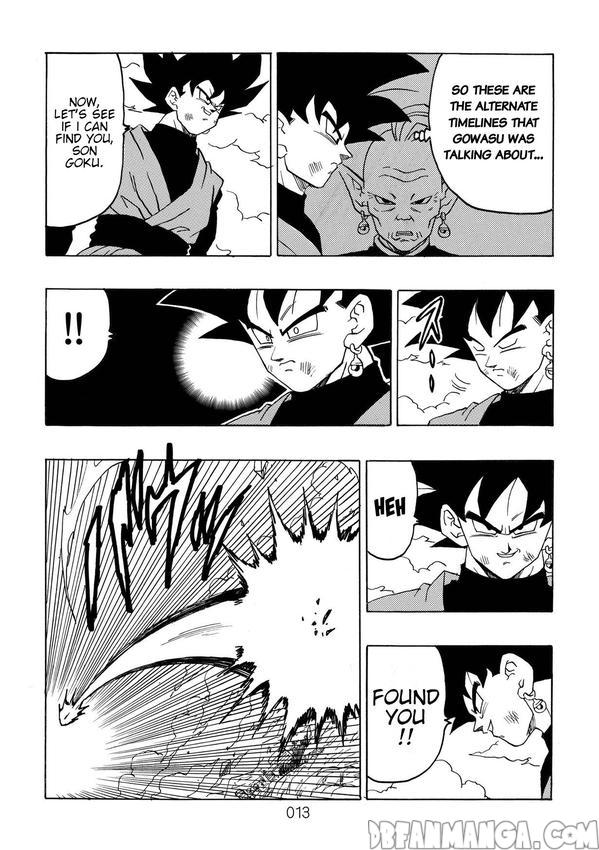 SO THESE ARE
THE ALTERNATE
TIMELINES THAT
GOWASU WAS
TALKING ABOUT...
NOW,
LET'S SEE
IF I CAN
FIND YOU,
SON
GOKU.
!!
HEH
FOUND
YOU
!!
013
DBFANMANGA.COM